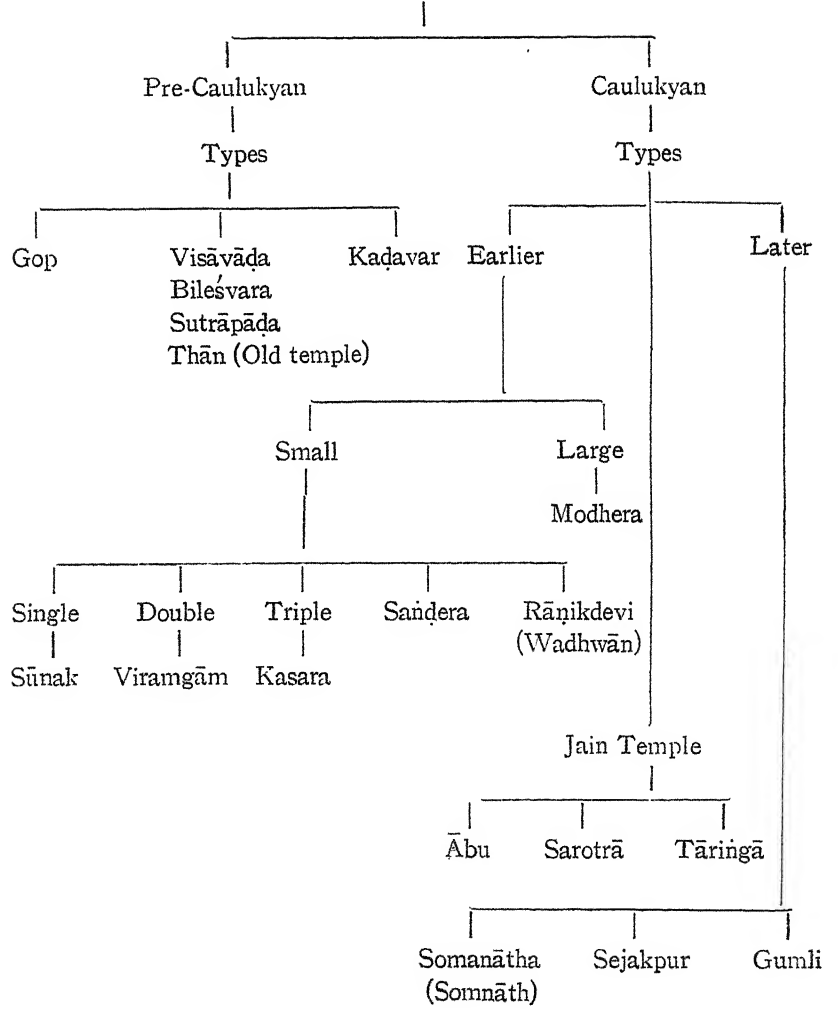 Pre-Caulukyan Caulukyan
Types Types
Gop Visāvāḍa Kaḍavar Earlier Later
Bileśvara
Sutrāpāḍa
Thān (Old temple)
Small Large
Modhera
Single Double Triple Saṅḍera Rāṇikdevi
(Wadhwān)
Sūnak Viramgām Kasara
Jain Temple
Ābu Sarotrā Tāriṅgā
Somanātha Sejakpur Gumli
(Somnāth)